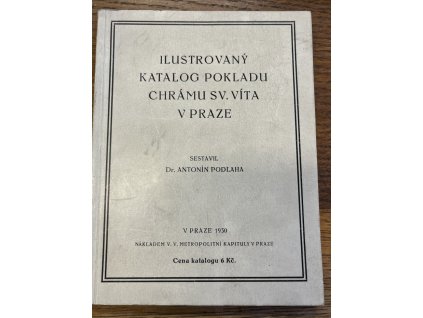 ILUSTROVANÝ
KATALOG POKLADU
CHRÁMU SV. VÍTA
V PRAZE
SESTAVIL
Dr. ANTONÍN PODLAHA
V PRAZE 1930
NÁKLADEM V. V. METROPOLITNÍ KAPITULY V PRAZE
Cena katalogu 6 Kč.